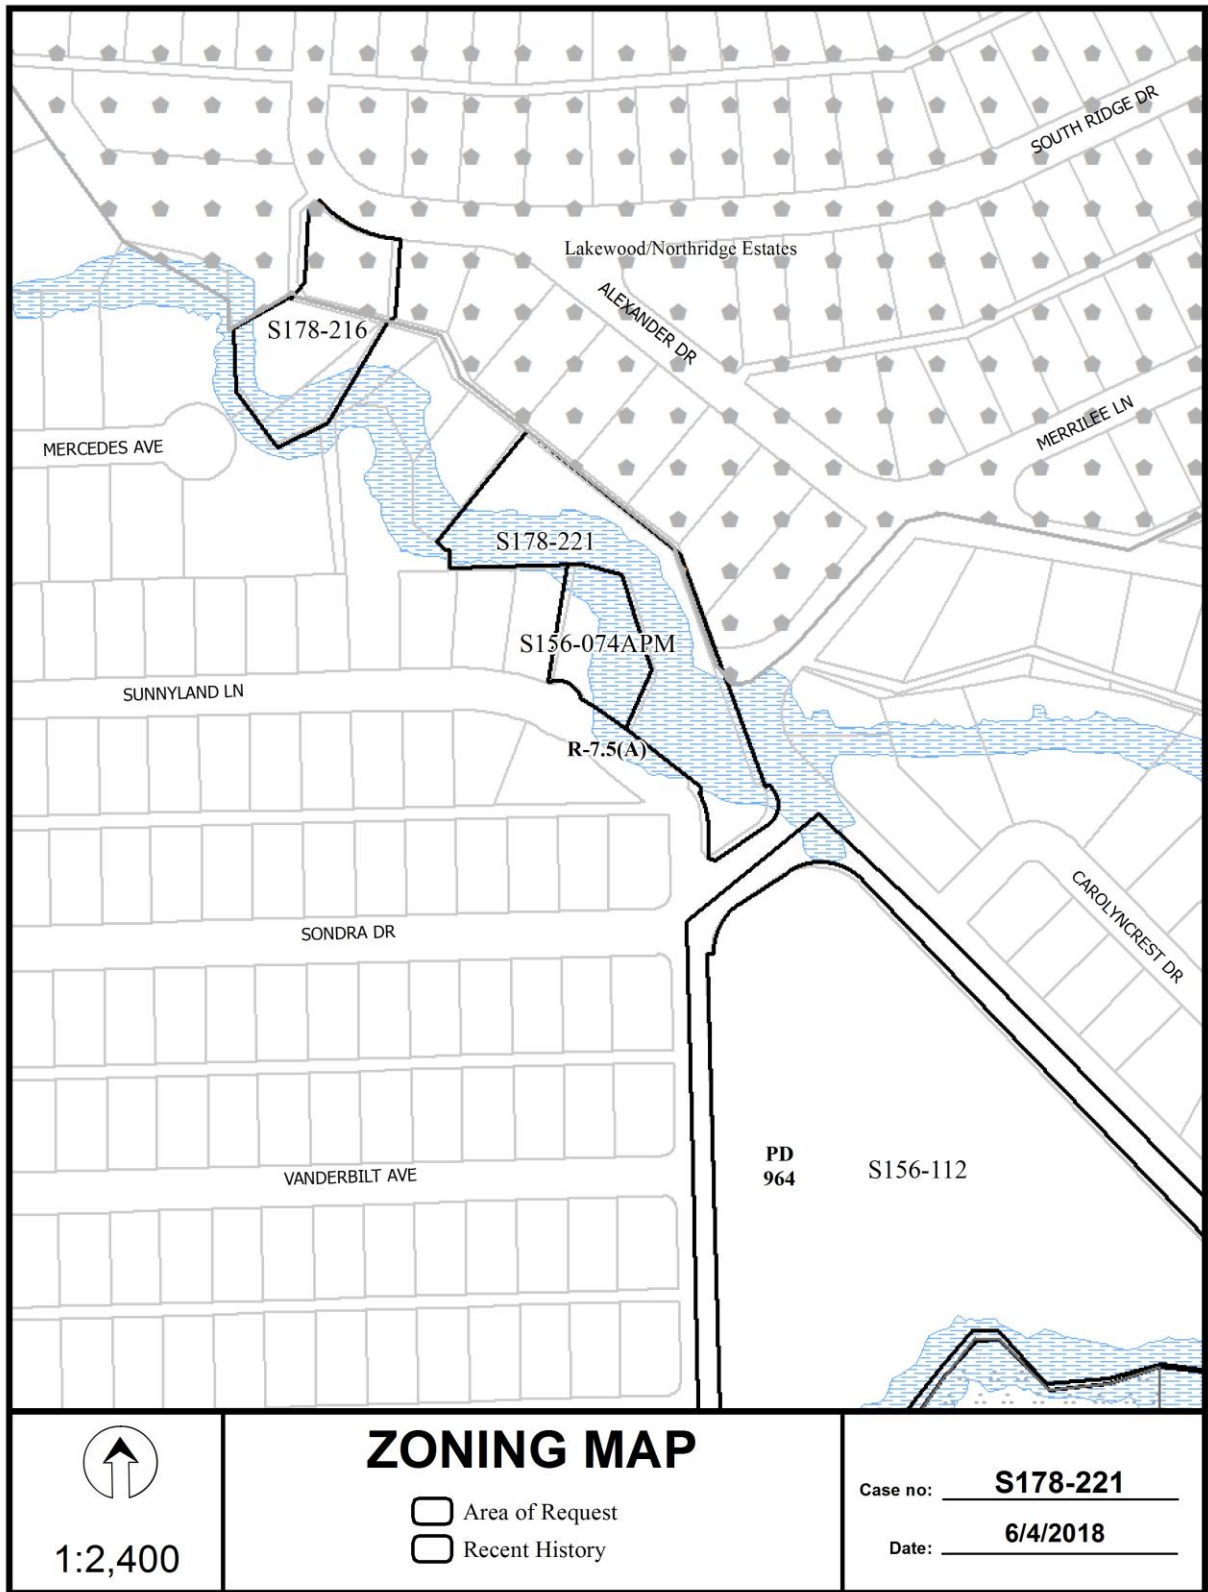 SOUTH RIDGE DR
Lakewood/Northridge Estates
ALEXANDER DR
S178-216
MERRILEE LN
MERCEDES AVE
S178-221
S156-074APM
SUNNYLAND LN
R-7.5(A)
CAROLYNCREST DR
SONDRA DR
PD
964
S156-112
VANDERBILT AVE
1:2,400
ZONING MAP
Area of Request
Recent History
Case no: S178-221
Date: 6/4/2018